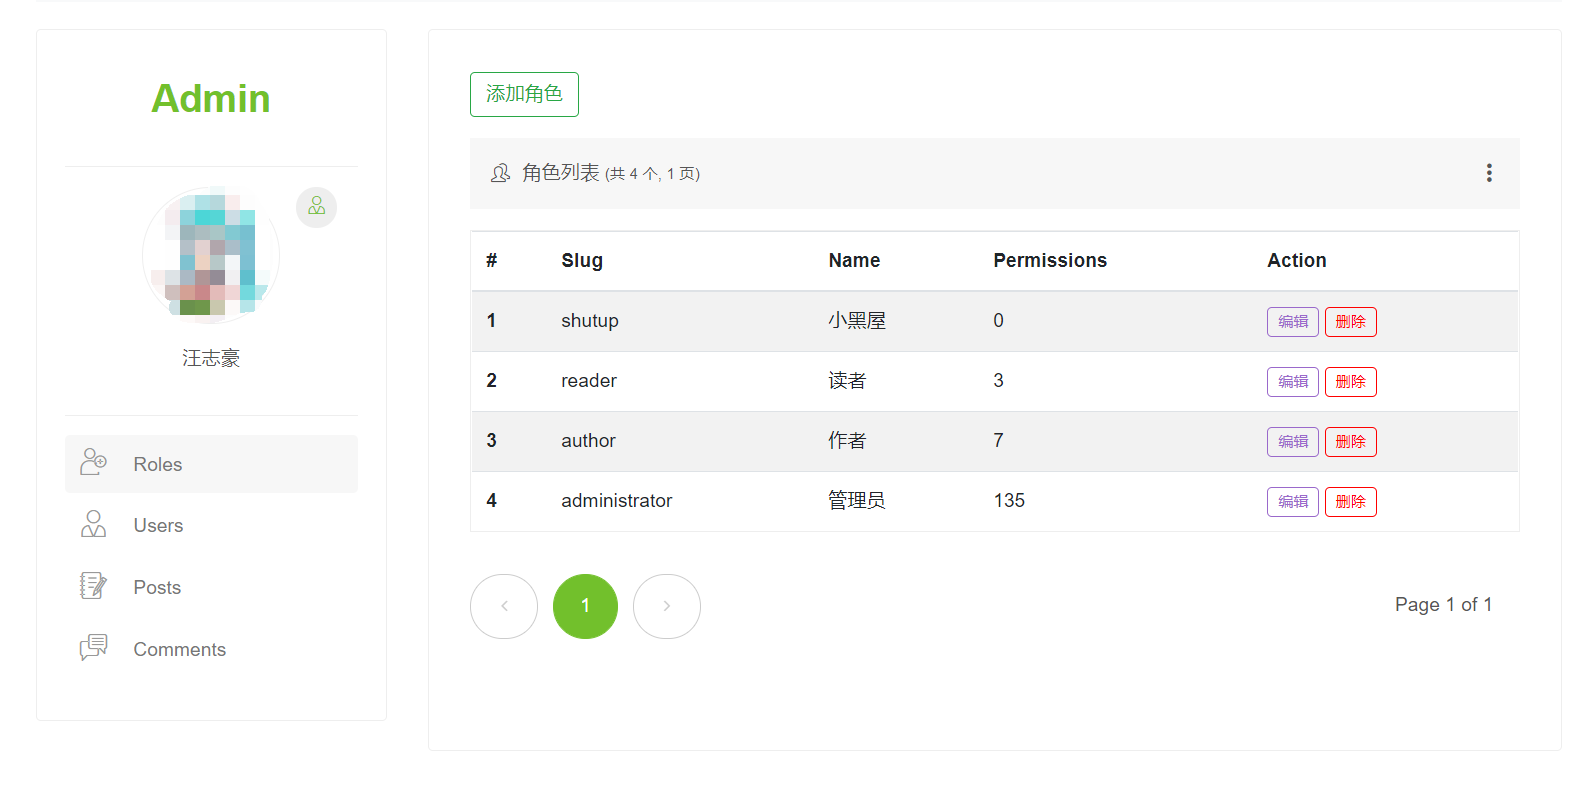 Admin
汪志豪
Roles
Users
Posts
Comments
添加角色
角色列表 (共 4 个, 1 页)
# Slug Name Permissions Action
1 shutup 小黑屋 0 编辑 删除
2 reader 读者 3 编辑 删除
3 author 作者 7 编辑 删除
4 administrator 管理员 135 编辑 删除
1
Page 1 of 1